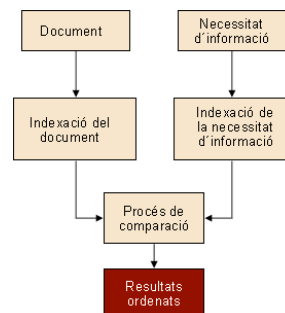 Document
Necessitat
d´informació
Indexació del
document
Indexació de
la necessitat
d´informació
Procés de
comparació
Resultats
ordenats